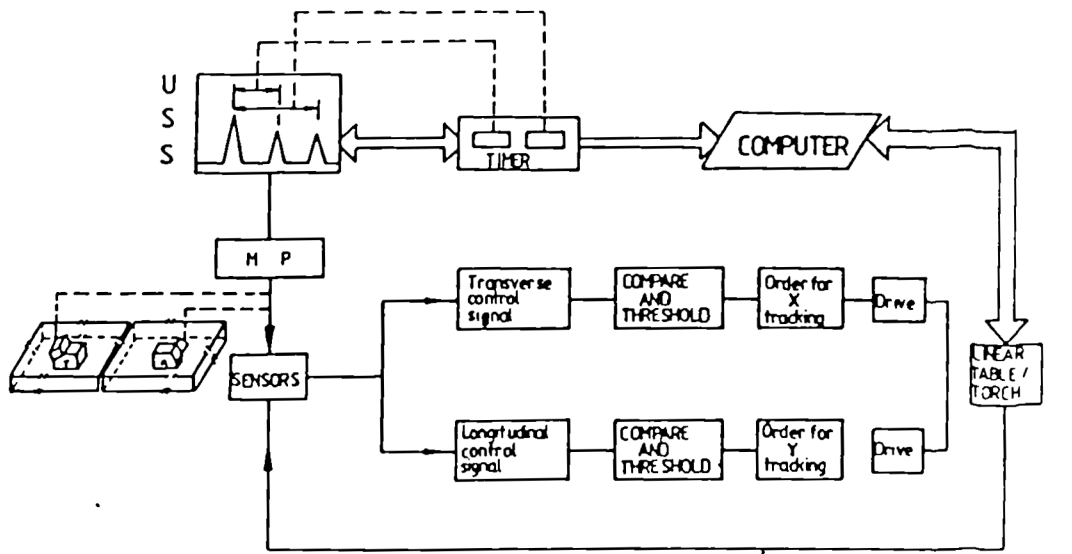 U
S
S
TIMER
COMPUTER
M P
Transverse
control
signal
COMPARE
AND
THRESHOLD
Order for
X
tracking
Drive
SENSORS
LINEAR
TABLE/
TORCH
Longitudinal
control
signal
COMPARE
AND
THRESHOLD
Order for
Y
tracking
Drive
T